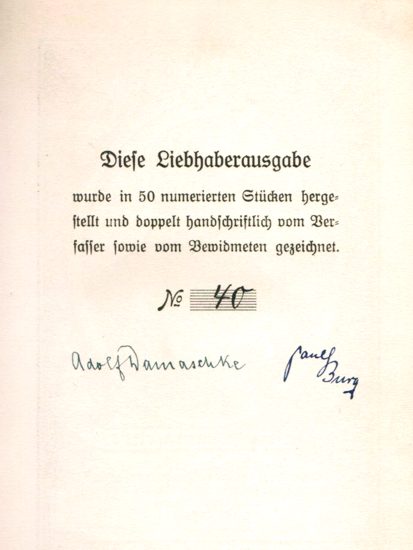 Diese Liebhaberausgabe
wurde in 50 numerierten Stücken herge-
stellt und doppelt handschriftlich vom Ver-
fasser sowie vom Bewidmeten gezeichnet.
No 40
Adolf Damaschke
Paul
Burg